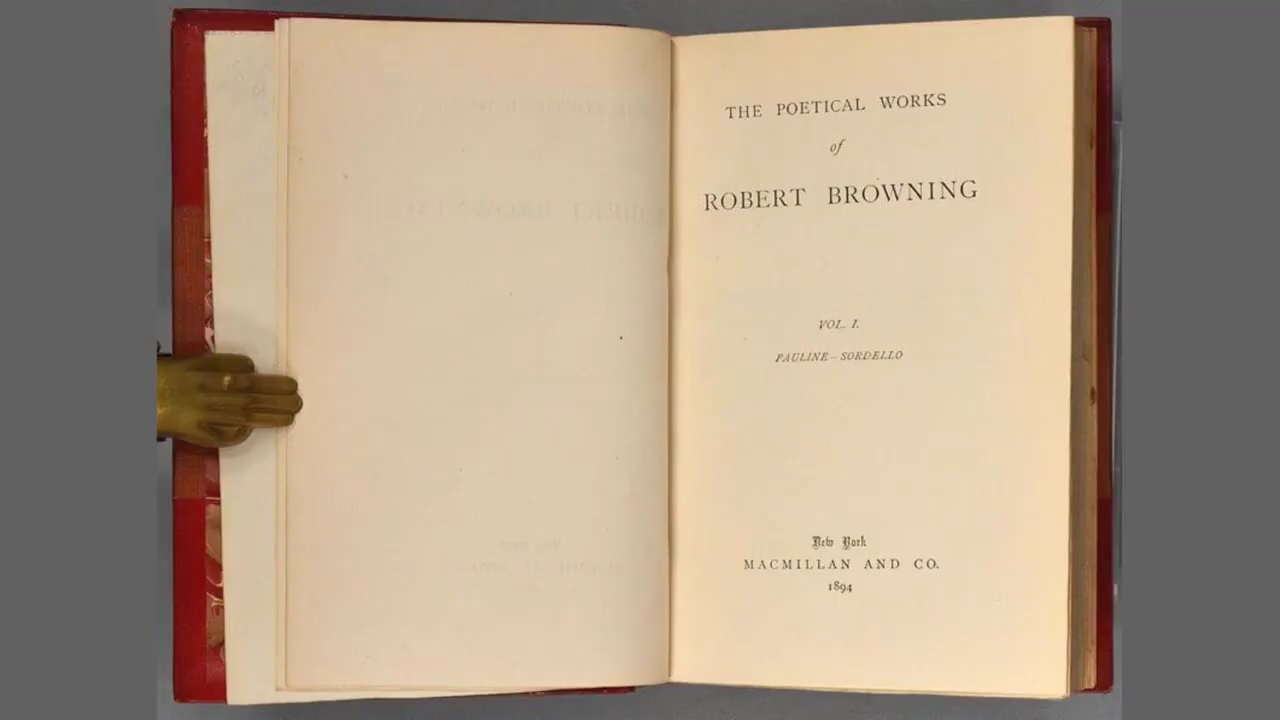 THE POETICAL WORKS
of
ROBERT BROWNING
VOL. I.
PAULINE—SORDELLO
New York
MACMILLAN AND CO.
1894